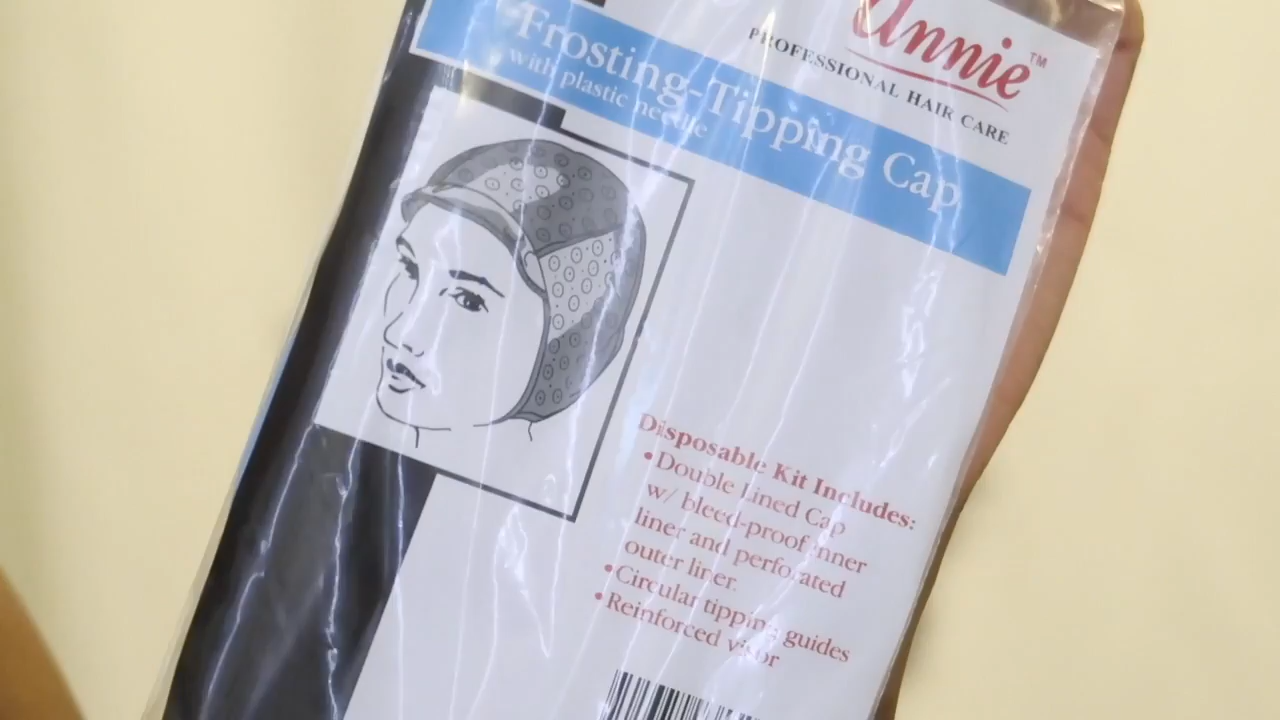 Annie™
PROFESSIONAL HAIR CARE
Frosting-Tipping Cap
with plastic needle
Disposable Kit Includes:
•Double Lined Cap
w/ bleed-proof inner
liner and perforated
outer liner.
•Circular tipping guides
•Reinforced visor